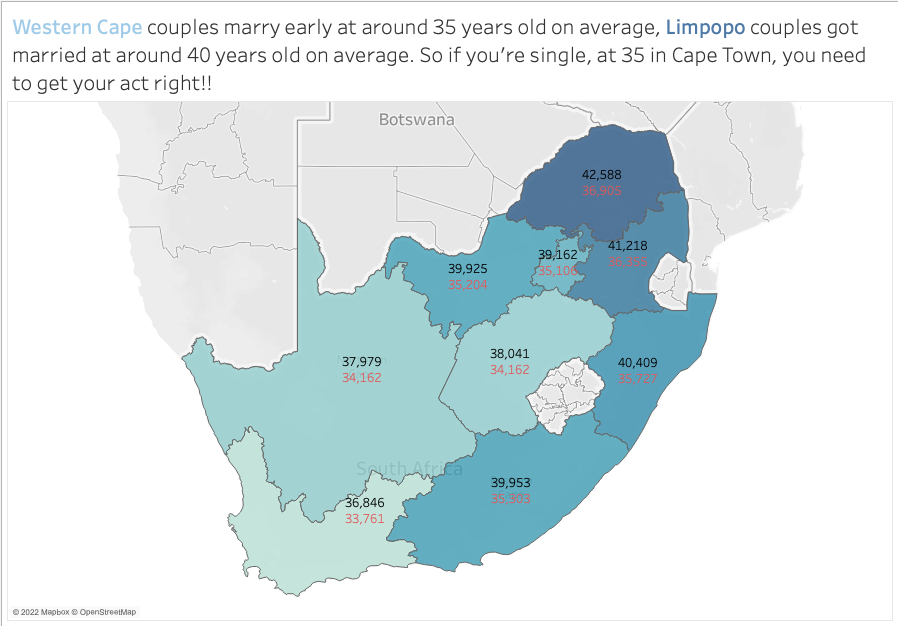 Western Cape couples marry early at around 35 years old on average, Limpopo couples got
married at around 40 years old on average. So if you’re single, at 35 in Cape Town, you need
to get your act right!!
Botswana
42,588
36,905
41,218
39,162
35,106
39,925
35,204
38,041
34,162
37,979
34,162
40,409
35,727
South Africa
39,953
35,303
36,846
33,761
© 2022 Mapbox © OpenStreetMap